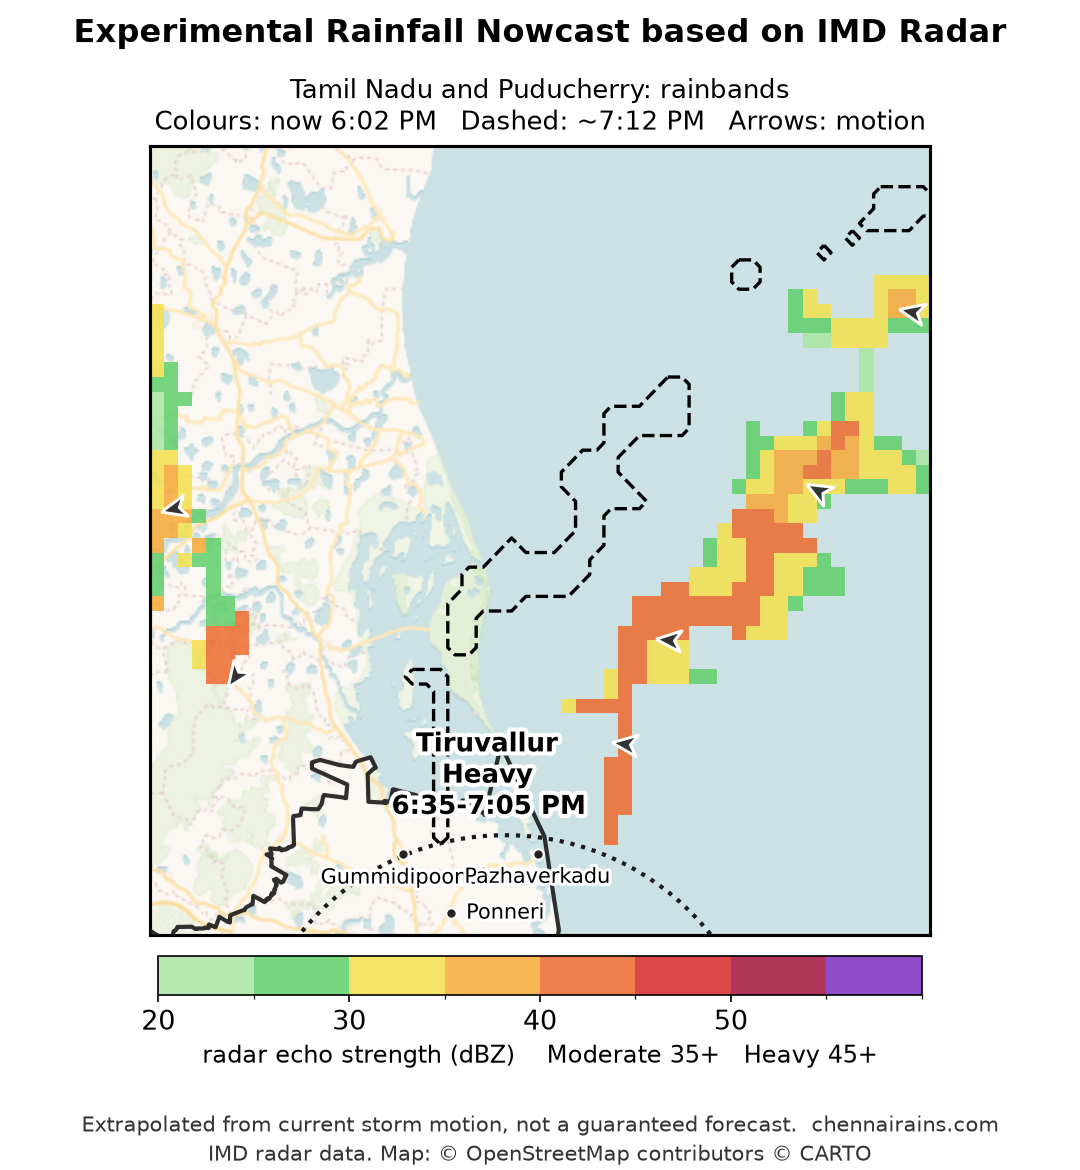 Experimental Rainfall Nowcast based on IMD Radar
Tamil Nadu and Puducherry: rainbands
Colours: now 6:02 PM   Dashed: ~7:12 PM   Arrows: motion
Tiruvallur
Heavy
6:35-7:05 PM
Gummidipoor Pazhaverkadu
Ponneri
20 30 40 50
radar echo strength (dBZ)    Moderate 35+   Heavy 45+
Extrapolated from current storm motion, not a guaranteed forecast.  chennairains.com
IMD radar data. Map: © OpenStreetMap contributors © CARTO